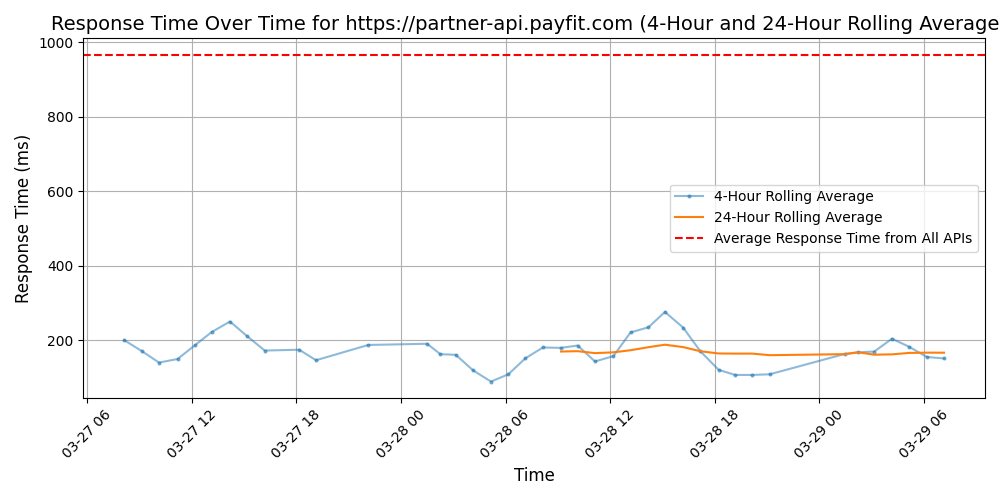 Response Time Over Time for https://partner-api.payfit.com (4-Hour and 24-Hour Rolling Average
1000
800
600
400
200
Response Time (ms)
4-Hour Rolling Average
24-Hour Rolling Average
Average Response Time from All APIs
03-27 06
03-27 12
03-27 18
03-28 00
03-28 06
03-28 12
03-28 18
03-29 00
03-29 06
Time